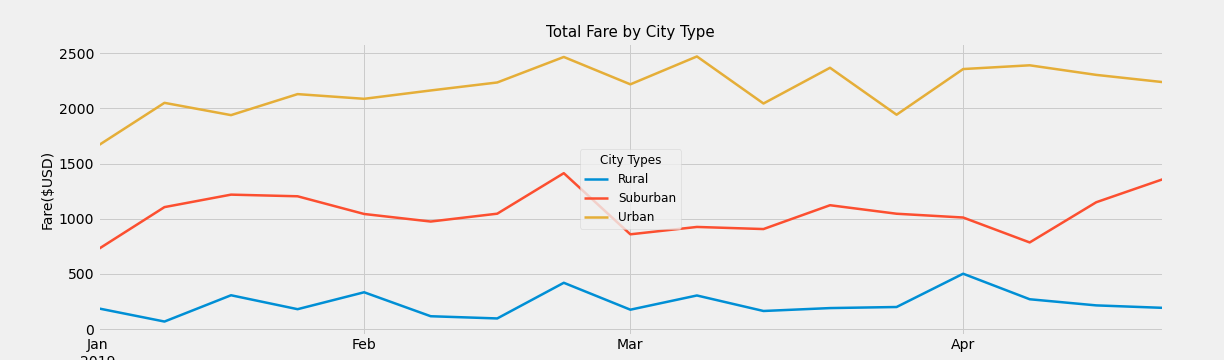 Total Fare by City Type
Fare($USD)
2500
2000
1500
1000
500
0
City Types
Rural
Suburban
Urban
Jan
Feb
Mar
Apr
2019